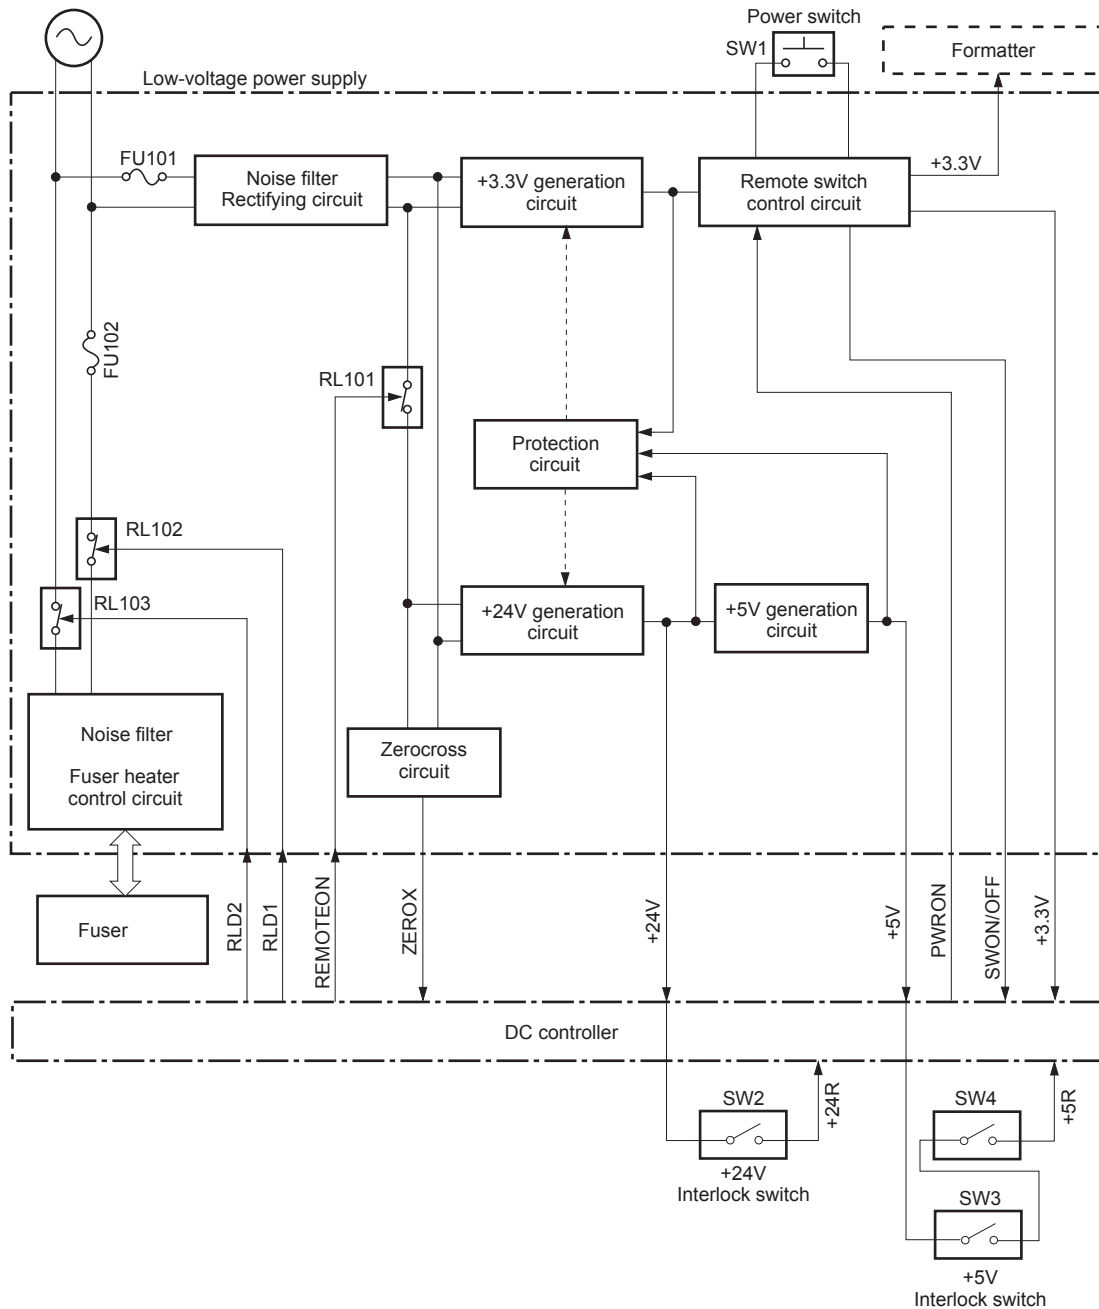 Power switch
SW1
Formatter
Low-voltage power supply
FU101
Noise filter
Rectifying circuit
+3.3V generation
circuit
Remote switch
control circuit
+3.3V
FU102
RL101
Protection
circuit
RL102
RL103
+24V generation
circuit
+5V generation
circuit
Noise filter
Fuser heater
control circuit
Zerocross
circuit
Fuser
RLD2
RLD1
REMOTEON
ZEROX
+24V
+5V
PWRON
SWON/OFF
+3.3V
DC controller
SW2
+24R
SW4
+5R
+24V
Interlock switch
SW3
+5V
Interlock switch